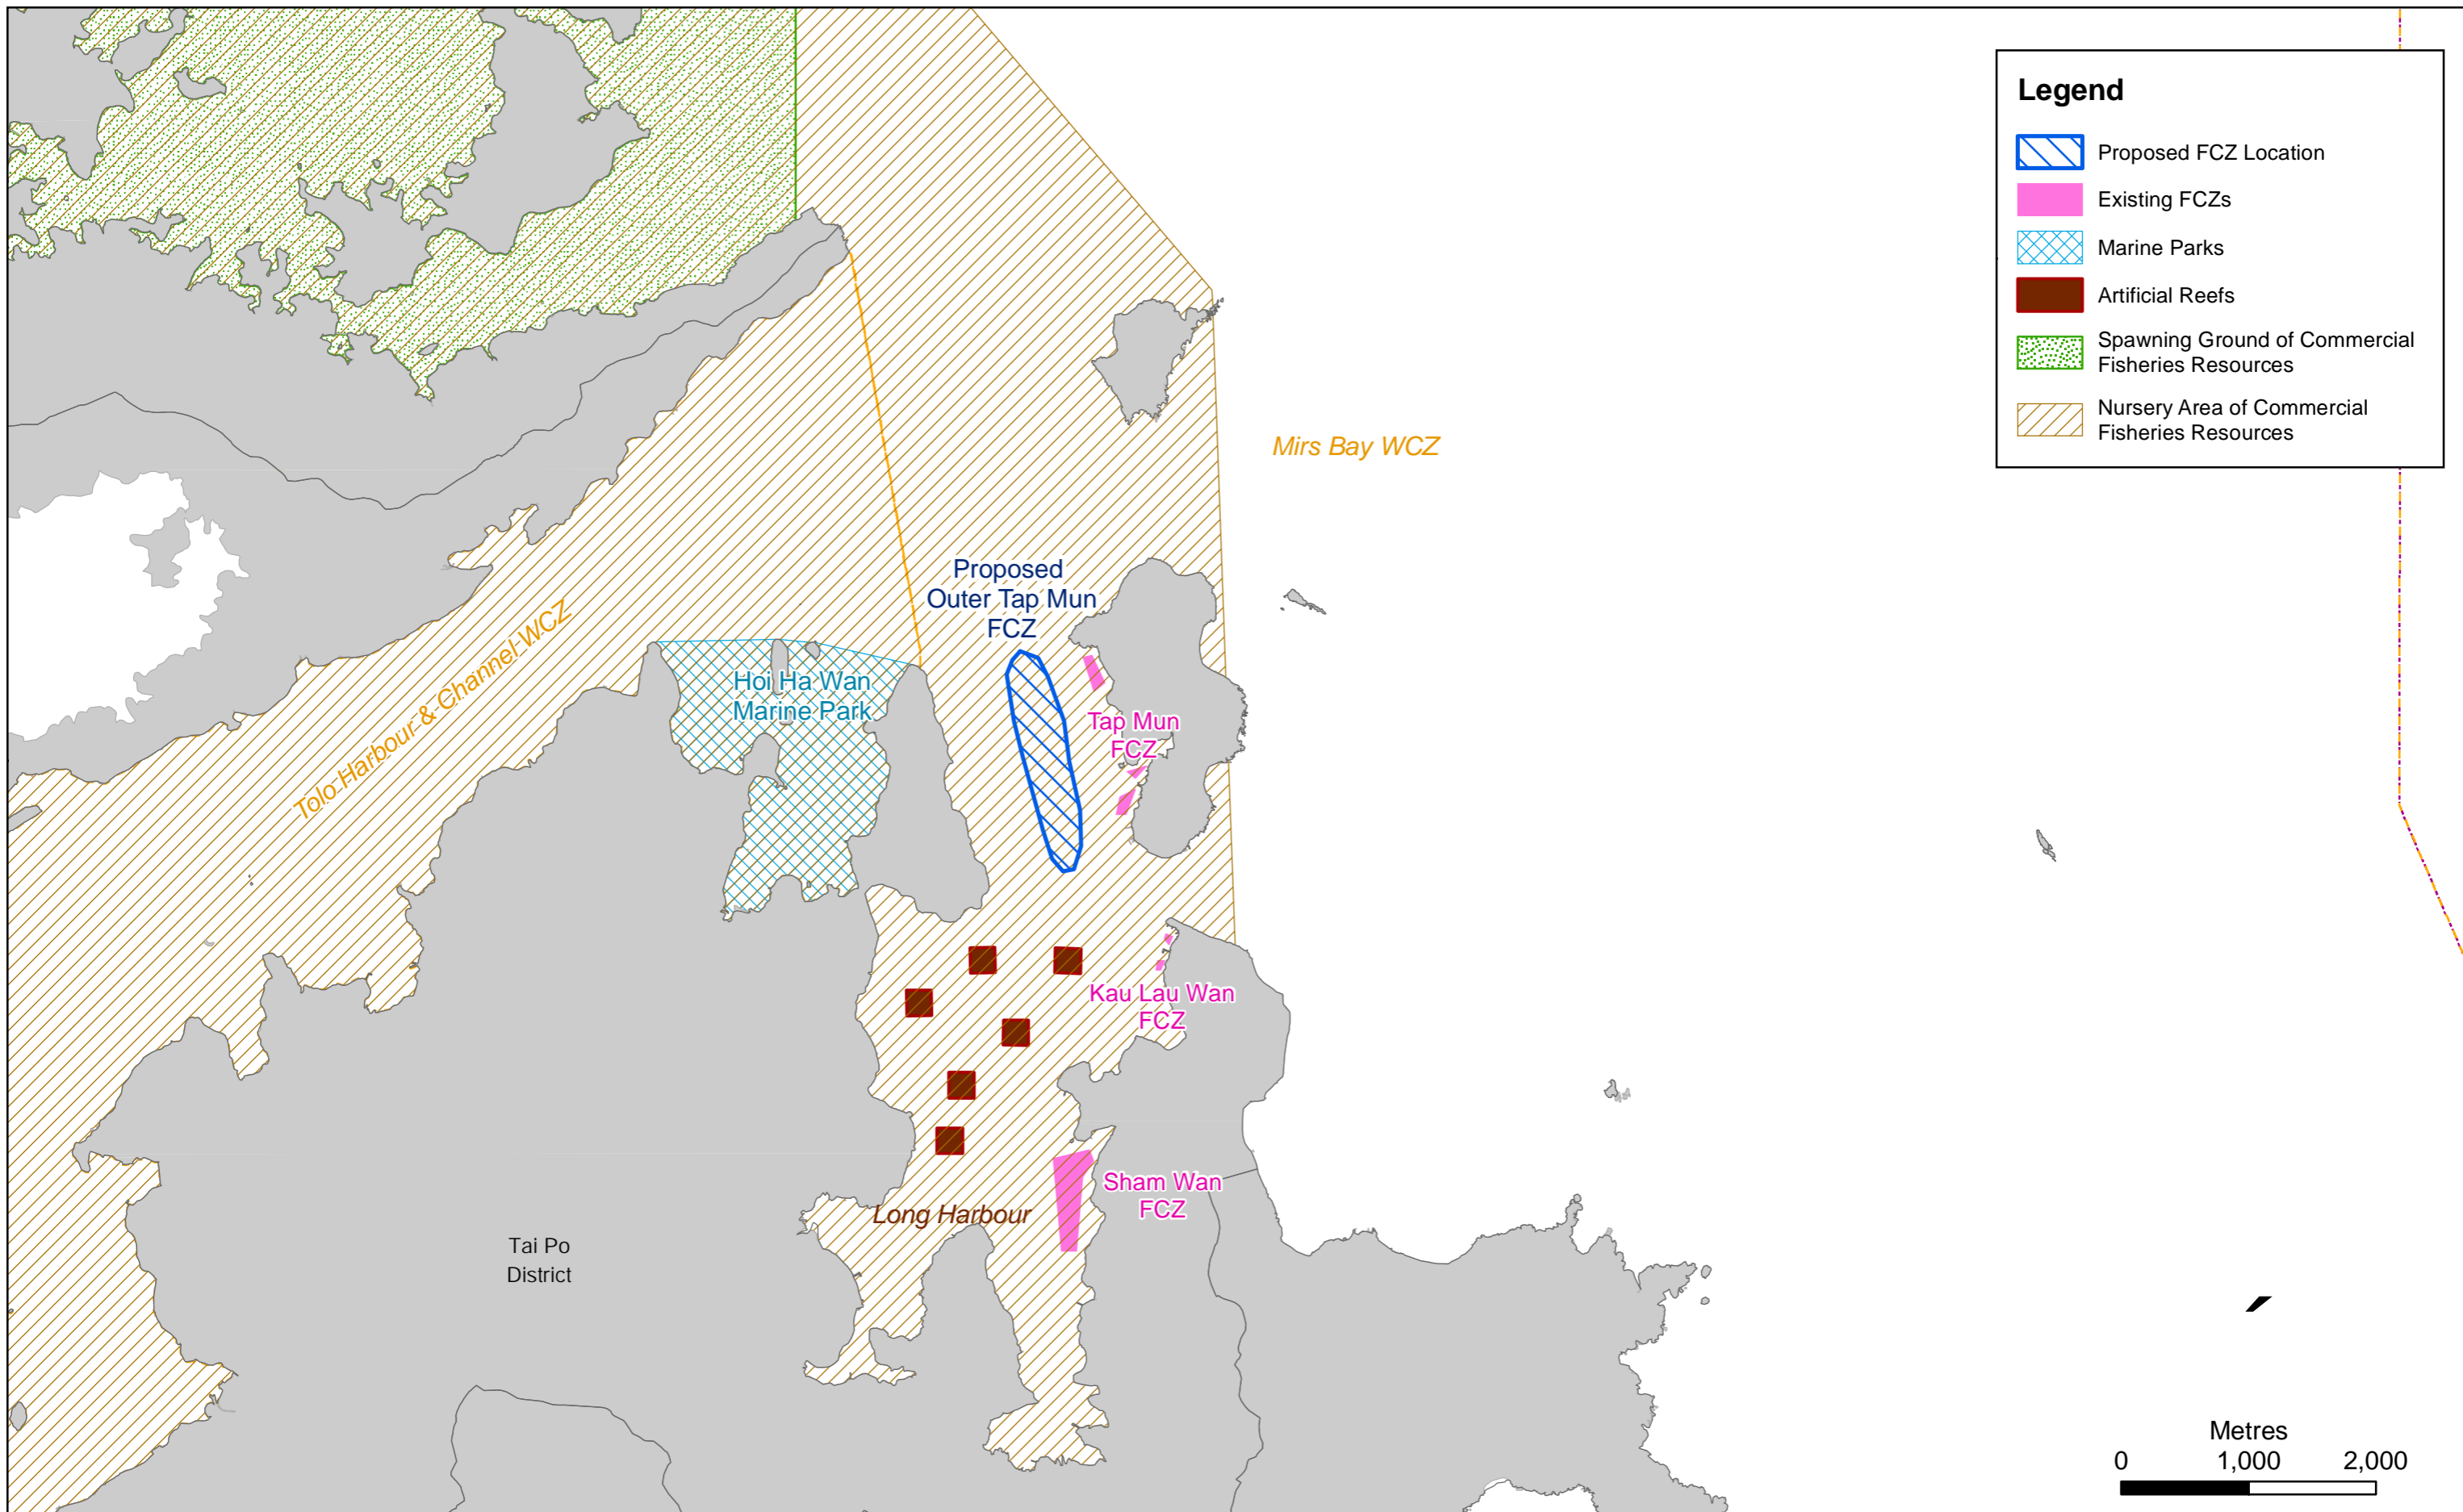 Legend
Proposed FCZ Location
Existing FCZs
Marine Parks
Artificial Reefs
Spawning Ground of Commercial
Fisheries Resources
Nursery Area of Commercial
Fisheries Resources
Mirs Bay WCZ
Proposed
Outer Tap Mun
FCZ
Tolo Harbour & Channel WCZ
Hoi Ha Wan
Marine Park
Tap Mun
FCZ
Kau Lau Wan
FCZ
Sham Wan
FCZ
Long Harbour
Tai Po
District
Metres
0 1,000 2,000